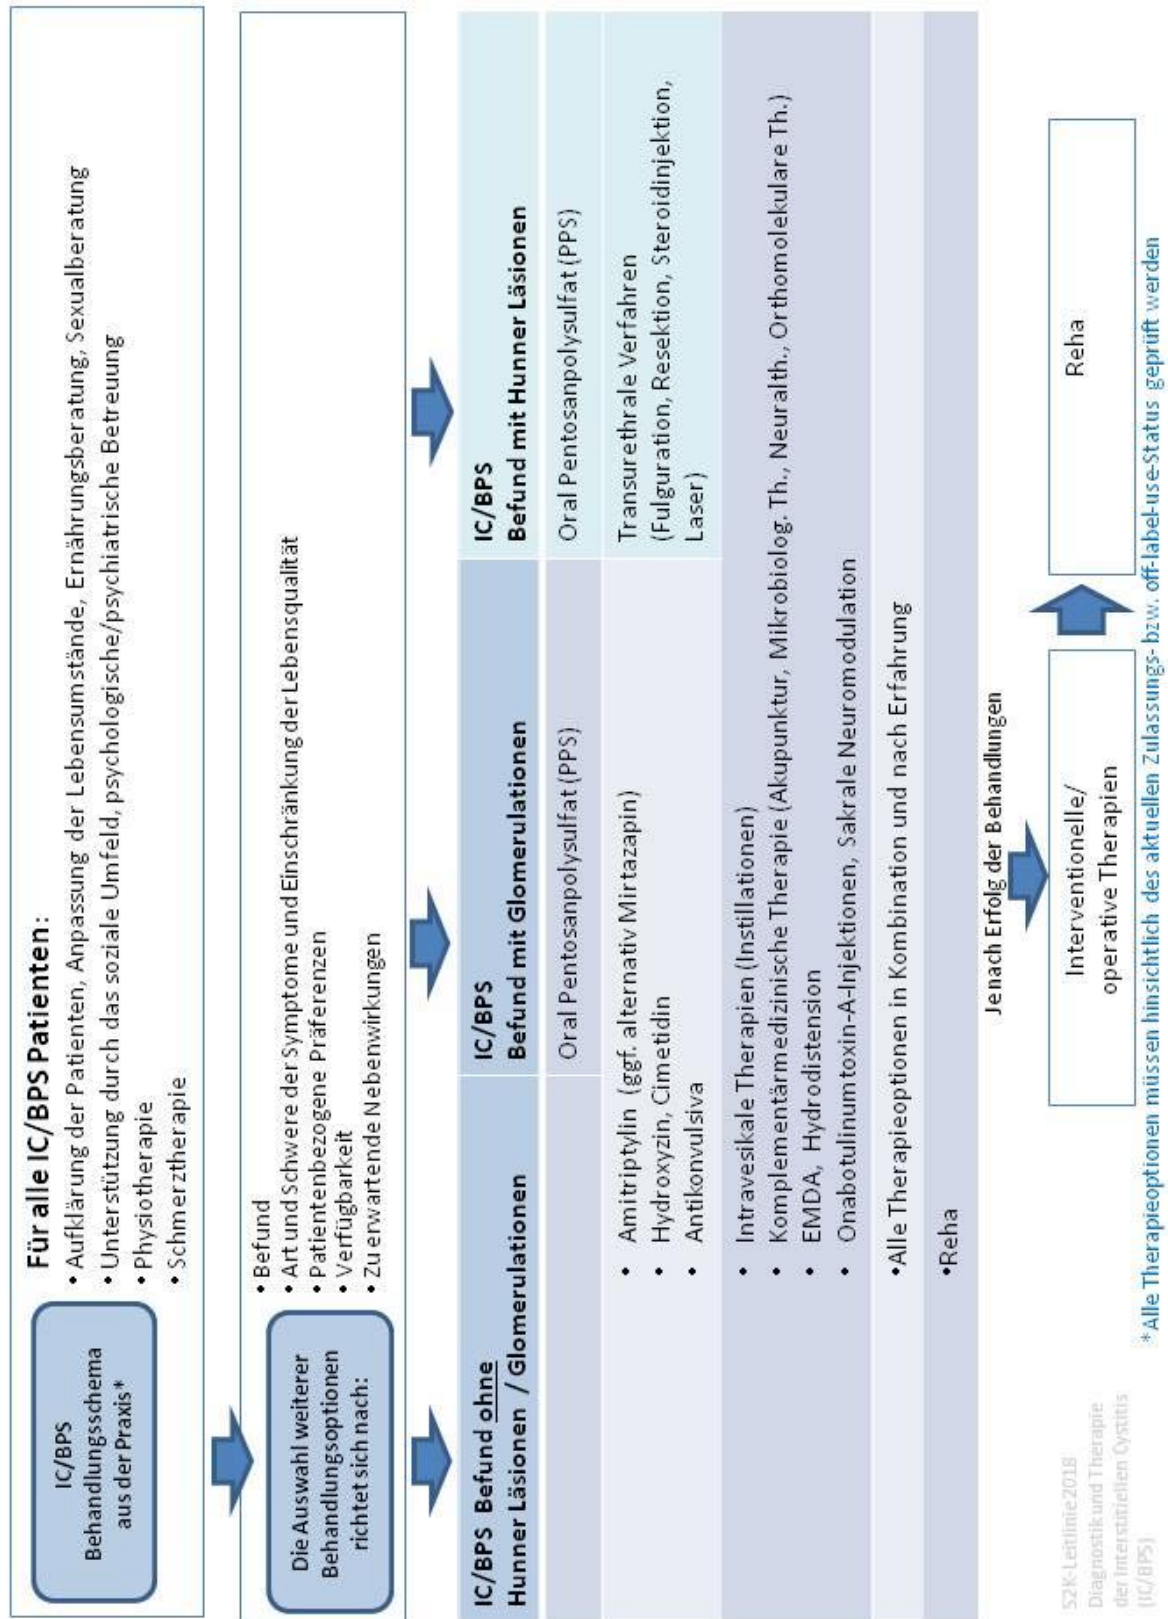 IC/BPS
Behandlungsschema
aus der Praxis*
Für alle IC/BPS Patienten:
• Aufklärung der Patienten, Anpassung der Lebensumstände, Ernährungsberatung, Sexualberatung
• Unterstützung durch das soziale Umfeld, psychologische/psychiatrische Betreuung
• Physiotherapie
• Schmerztherapie
Die Auswahl weiterer
Behandlungsoptionen
richtet sich nach:
• Befund
• Art und Schwere der Symptome und Einschränkung der Lebensqualität
• Patientenbezogene Präferenzen
• Verfügbarkeit
• Zu erwartende Nebenwirkungen
IC/BPS Befund ohne
Hunner Läsionen / Glomerulationen
IC/BPS
Befund mit Glomerulationen
IC/BPS
Befund mit Hunner Läsionen
Oral Pentosanpolysulfat (PPS)
Oral Pentosanpolysulfat (PPS)
• Amitriptylin (ggf. alternativ Mirtazapin)
• Hydroxyzin, Cimetidin
• Antikonvulsiva
Transurethrale Verfahren
(Fulguration, Resektion, Steroidinjektion,
Laser)
• Intravesikale Therapien (Instillationen)
• Komplementärmedizinische Therapie (Akupunktur, Mikrobiolog. Th., Neuralth., Orthomolekulare Th.)
• EMDA, Hydrodistension
• Onabotulinumtoxin-A-Injektionen, Sakrale Neuromodulation
•Alle Therapieoptionen in Kombination und nach Erfahrung
•Reha
Je nach Erfolg der Behandlungen
Interventionelle/
operative Therapien
Reha
S2K-Leitlinie 2018
Diagnostik und Therapie
der Interstitiellen Cystitis
(IC/BPS)
*Alle Therapieoptionen müssen hinsichtlich des aktuellen Zulassungs- bzw. off-label-use-Status geprüft werden